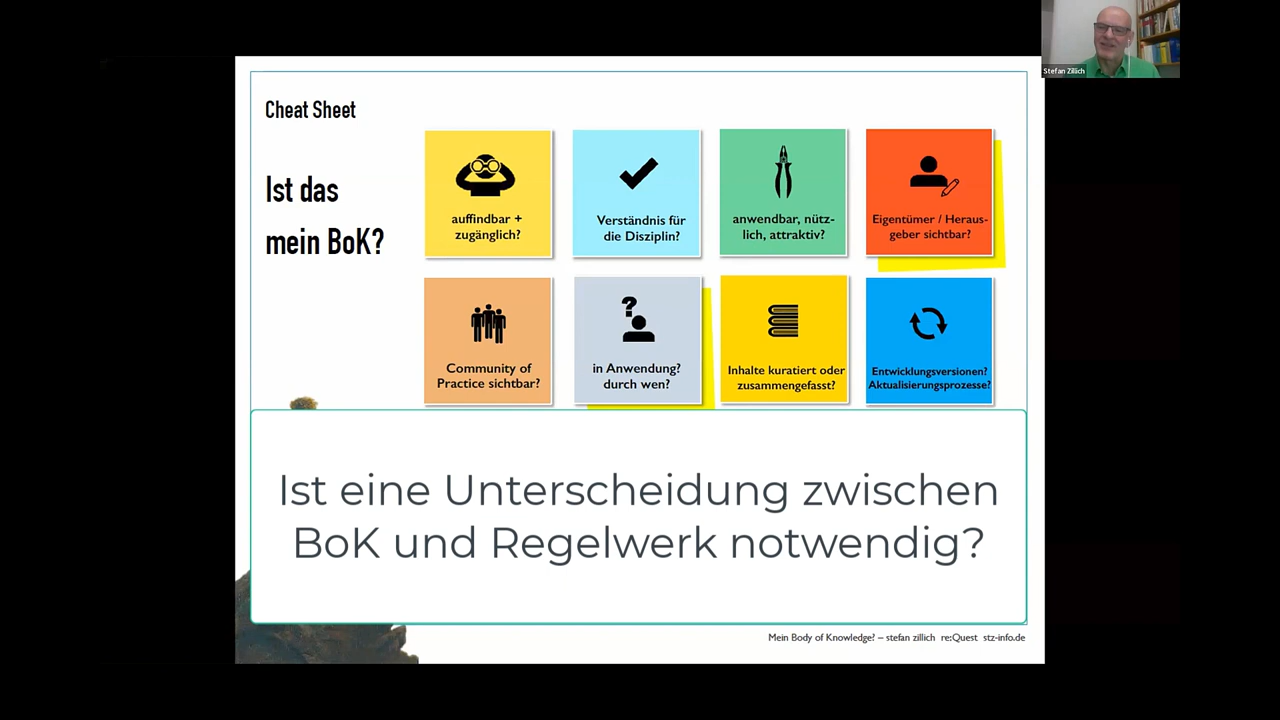 Stefan Zillich
Cheat Sheet
Ist das
mein BoK?
auffindbar +
zugänglich?
Verständnis für
die Disziplin?
anwendbar, nütz-
lich, attraktiv?
Eigentümer / Heraus-
geber sichtbar?
Community of
Practice sichtbar?
?
in Anwendung?
durch wen?
Inhalte kuratiert oder
zusammengefasst?
Entwicklungsversionen?
Aktualisierungsprozesse?
Ist eine Unterscheidung zwischen
BoK und Regelwerk notwendig?
Mein Body of Knowledge? – stefan zillich re:Quest stz-info.de